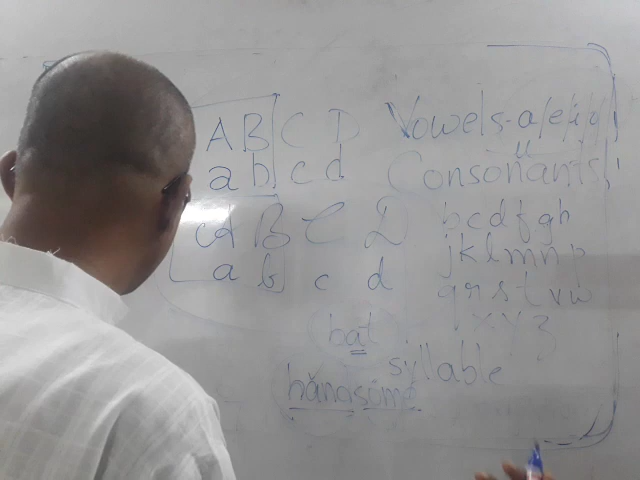 A B C D Vowels - a/e/i/o
u
a b c d Consonants
A B C D b c d f g h
a b c d j k l m n p
q r s t v w
x y z
bat
syllable
handsome